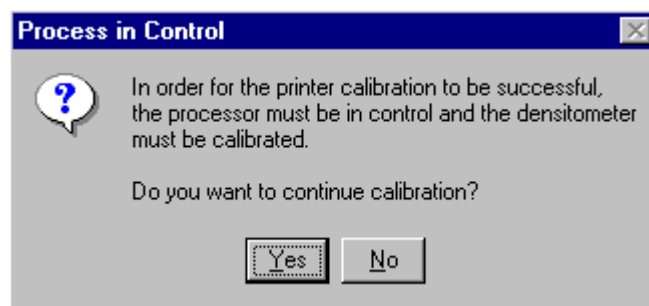 Process in Control
?
In order for the printer calibration to be successful,
the processor must be in control and the densitometer
must be calibrated.
Do you want to continue calibration?
Yes No